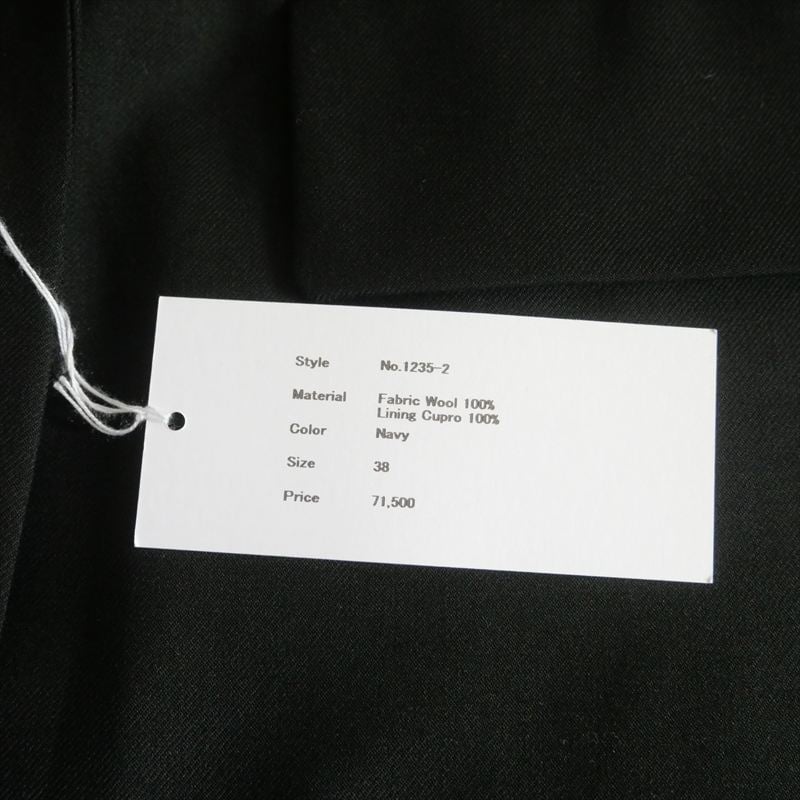 Style No.1235-2
Material Fabric Wool 100%
Lining Cupro 100%
Color Navy
Size 38
Price 71,500